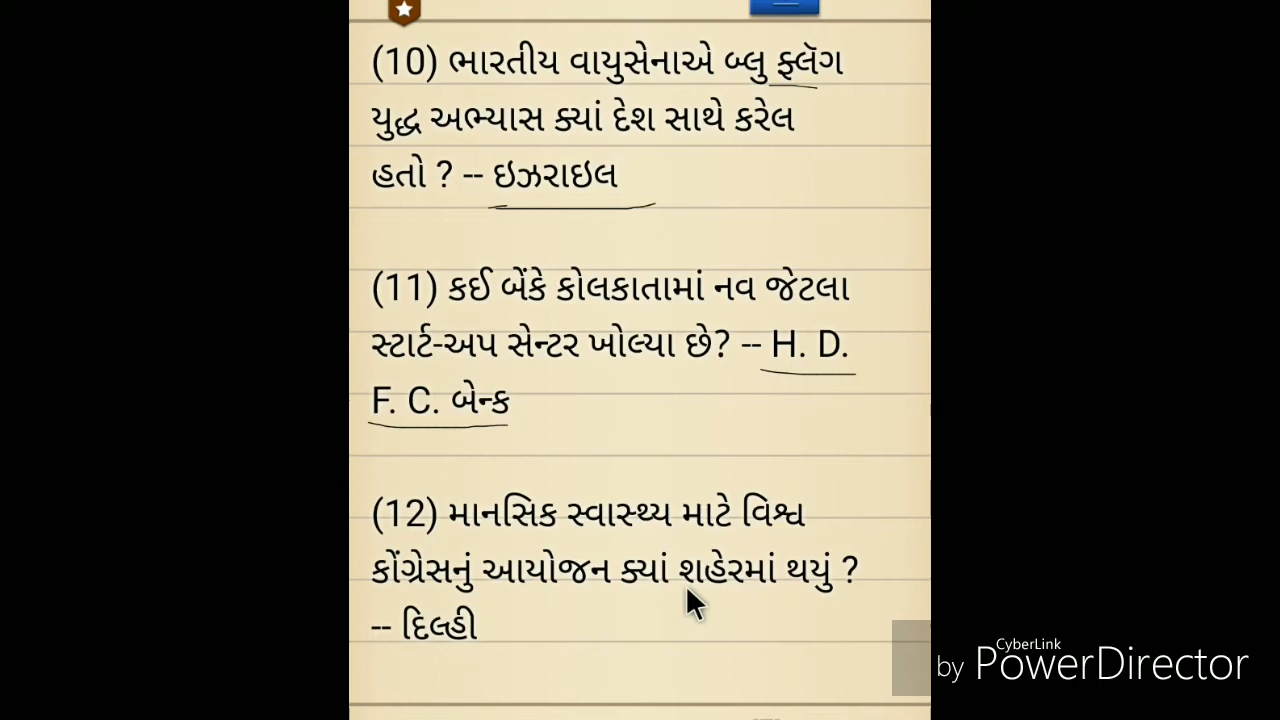 (10) ભારતીય વાયુસેનાએ બ્લુ ફ્લૅગ
યુદ્ધ અભ્યાસ ક્યાં દેશ સાથે કરેલ
હતો ? -- ઇઝરાઇલ
(11) કઈ બેંકે કોલકાતામાં નવ જેટલા
સ્ટાર્ટ-અપ સેન્ટર ખોલ્યા છે? -- H. D.
F. C. બેન્ક
(12) માનસિક સ્વાસ્થ્ય માટે વિશ્વ
કોંગ્રેસનું આયોજન ક્યાં શહેરમાં થયું ?
-- દિલ્હી
CyberLink
by PowerDirector